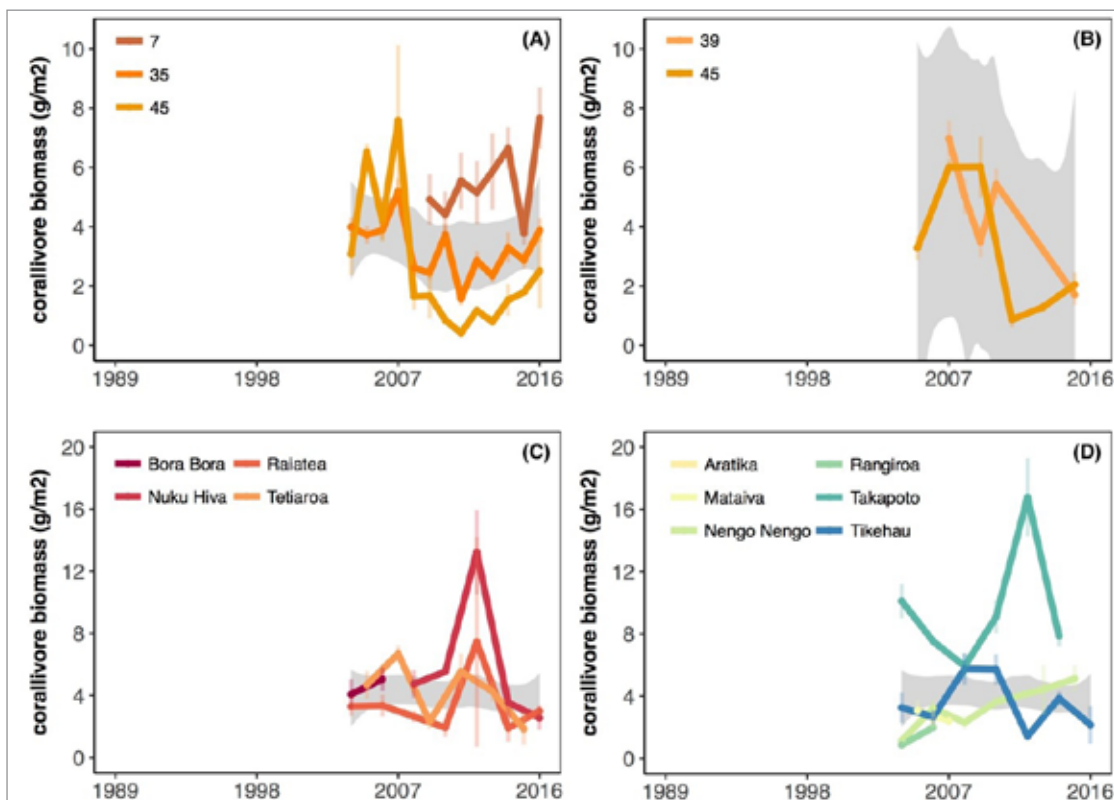 (A)
7
35
45
corallivore biomass (g/m2)
10
8
6
4
2
0
1989 1998 2007 2016
(B)
39
45
corallivore biomass (g/m2)
10
8
6
4
2
0
1989 1998 2007 2016
(C)
Bora Bora Raiatea
Nuku Hiva Tetiaroa
corallivore biomass (g/m2)
20
16
12
8
4
0
1989 1998 2007 2016
(D)
Aratika Rangiroa
Mataiva Takapoto
Nengo Nengo Tikehau
corallivore biomass (g/m2)
20
16
12
8
4
0
1989 1998 2007 2016